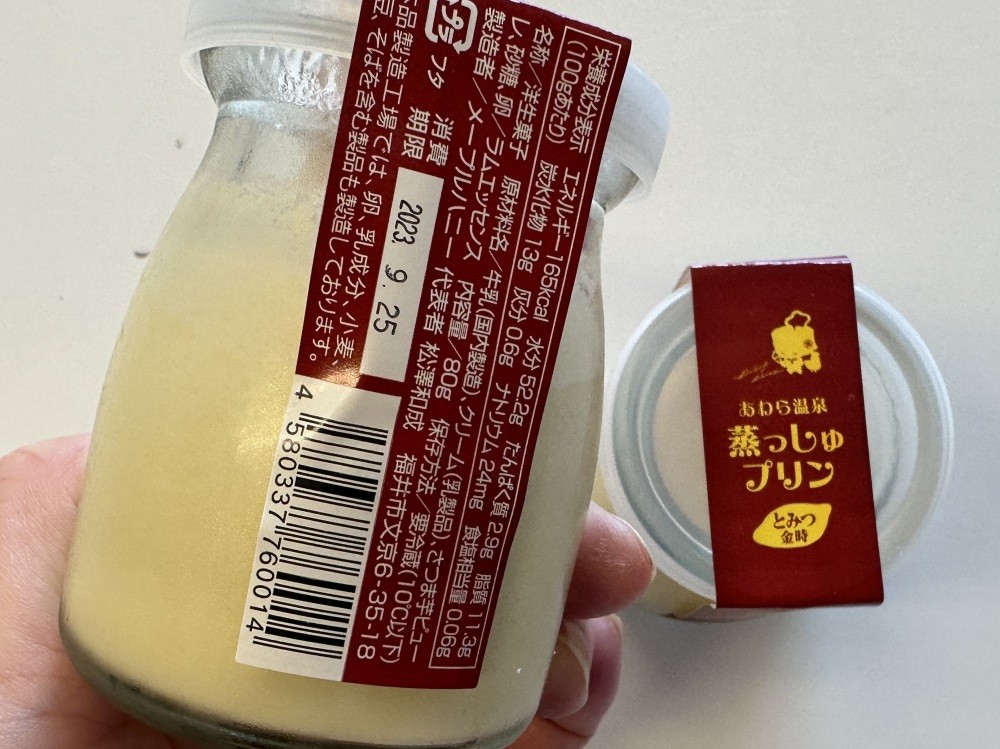 栄養成分表示
(100gあたり)
エネルギー 165kcal 水分 52.2g たんぱく質 2.9g 脂質 11.3g
炭水化物 13g 灰分 0.6g ナトリウム 24mg 食塩相当量 0.06g
名称/洋生菓子 原材料名/牛乳(国内製造)、クリーム(乳製品)、さつま芋ピュー
レ、砂糖、卵/ラムエッセンス 内容量/80g 保存方法/要冷蔵(10℃以下)
製造者/メープルハニー 代表者 松澤和成 福井市文京6-35-18
プラ
フタ
消費
期限
2023. 9. 25
品製造工場では、卵、乳成分、小麦
そばを含む製品も製造しております。
4 580337 760014
あわら温泉
蒸っしゅ
プリン
とみつ
金時